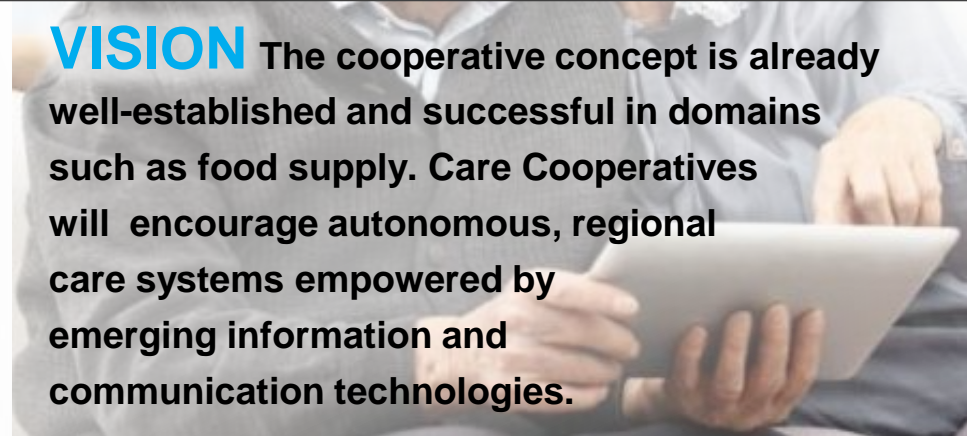 VISION The cooperative concept is already
well-established and successful in domains
such as food supply. Care Cooperatives
will  encourage autonomous, regional
care systems empowered by
emerging information and
communication technologies.